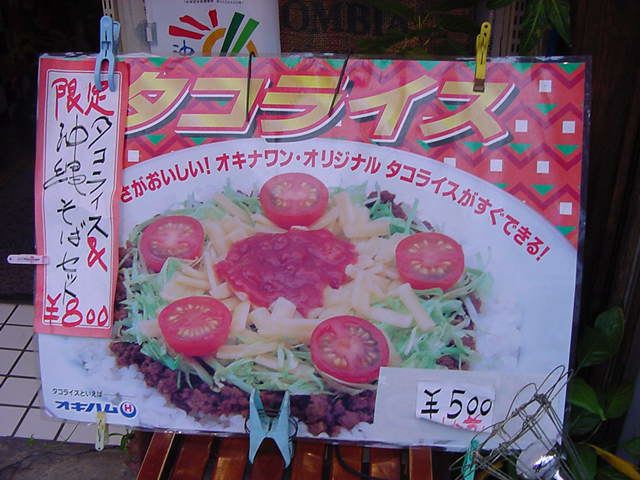 OMBIA
沖
限定
タコライス&
沖縄そばセット
¥800
タコライス
さがおいしい! オキナワン・オリジナル タコライスがすぐできる!
タコライスといえば
オキハム
¥500